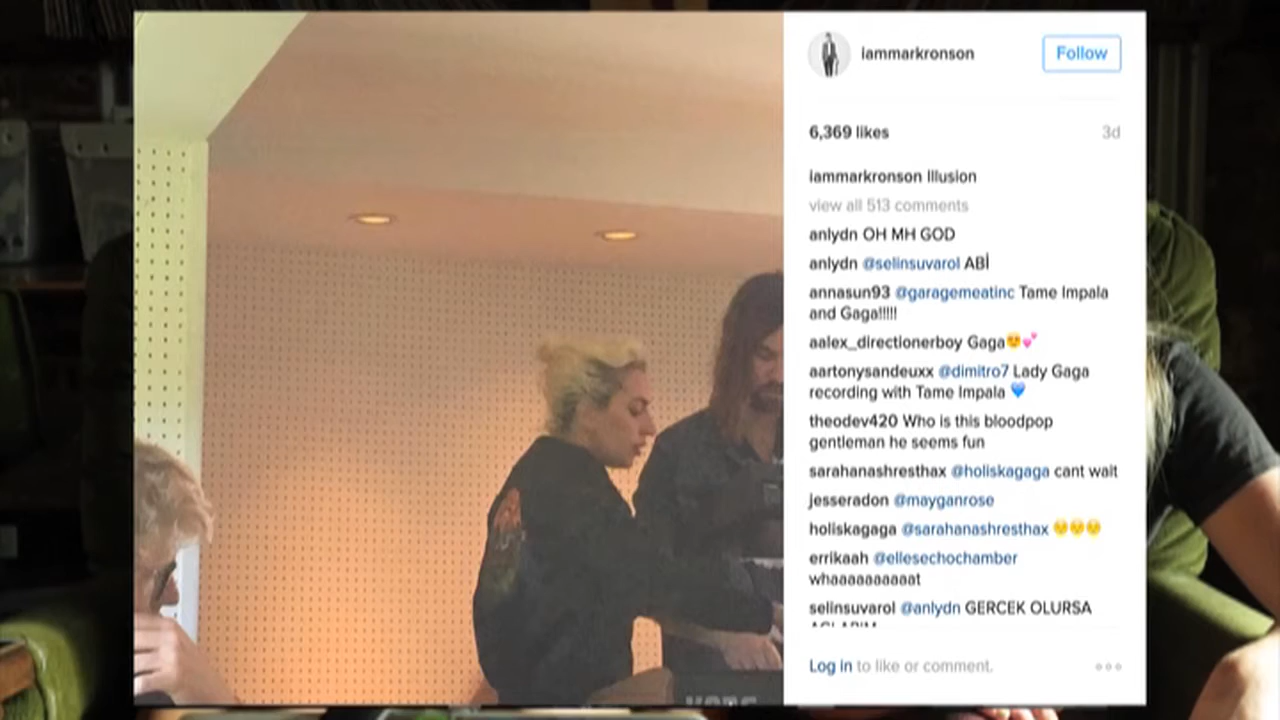 iammarkronson
Follow
6,369 likes
3d
iammarkronson Illusion
view all 513 comments
anlydn OH MH GOD
anlydn @selinsuvarol ABİ
annasun93 @garagemeatinc Tame Impala
and Gaga!!!!!
aalex_directionerboy Gaga😍💕
aartonysandeuxx @dimitro7 Lady Gaga
recording with Tame Impala 💙
theodev420 Who is this bloodpop
gentleman he seems fun
sarahanashresthax @holiskagaga cant wait
jesseradon @mayganrose
holiskagaga @sarahanashresthax 😍😍😍
errikaah @ellesechochamber
whaaaaaaaaaat
selinsuvarol @anlydn GERCEK OLURSA
Log in to like or comment.